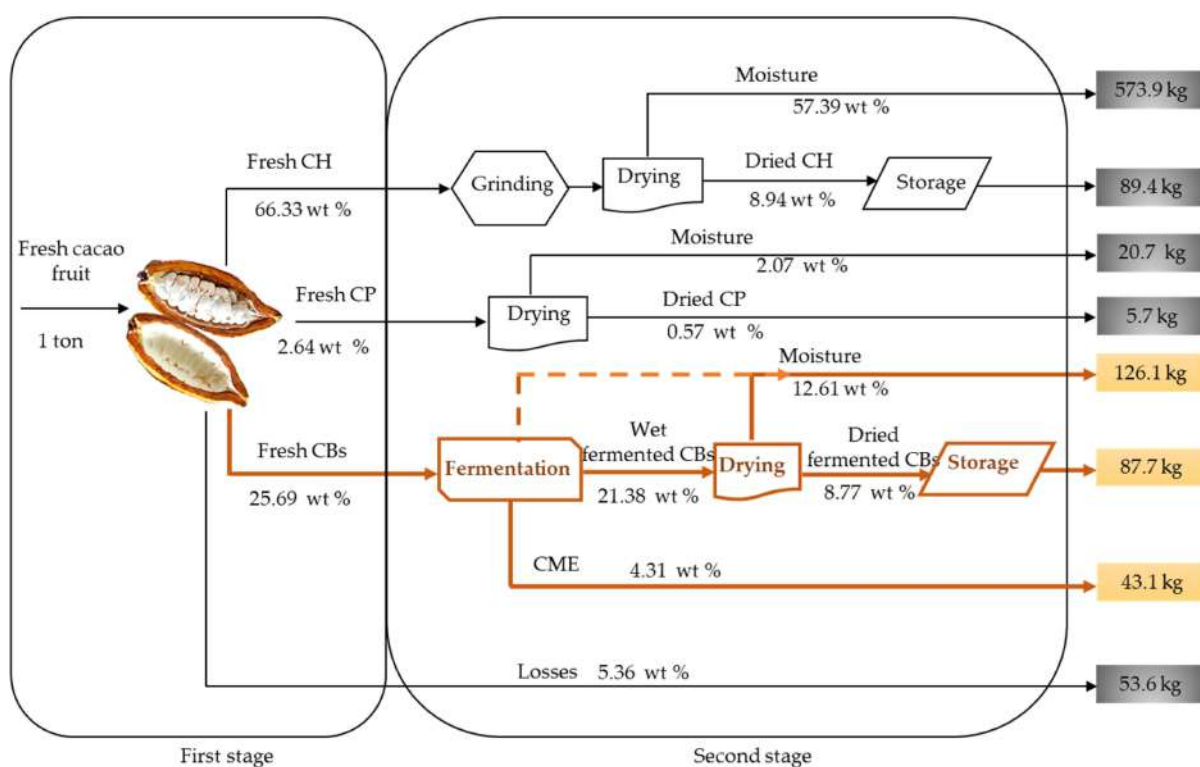 Moisture
57.39 wt %
573.9 kg
Fresh CH
66.33 wt %
Grinding
Drying
Dried CH
8.94 wt %
Storage
89.4 kg
Fresh cacao
fruit
1 ton
Moisture
2.07 wt %
20.7 kg
Fresh CP
2.64 wt %
Drying
Dried CP
0.57 wt %
5.7 kg
Moisture
12.61 wt %
126.1 kg
Fresh CBs
25.69 wt %
Fermentation
Wet
fermented CBs
21.38 wt %
Drying
Dried
fermented CBs
8.77 wt %
Storage
87.7 kg
CME
4.31 wt %
43.1 kg
Losses 5.36 wt %
53.6 kg
First stage
Second stage